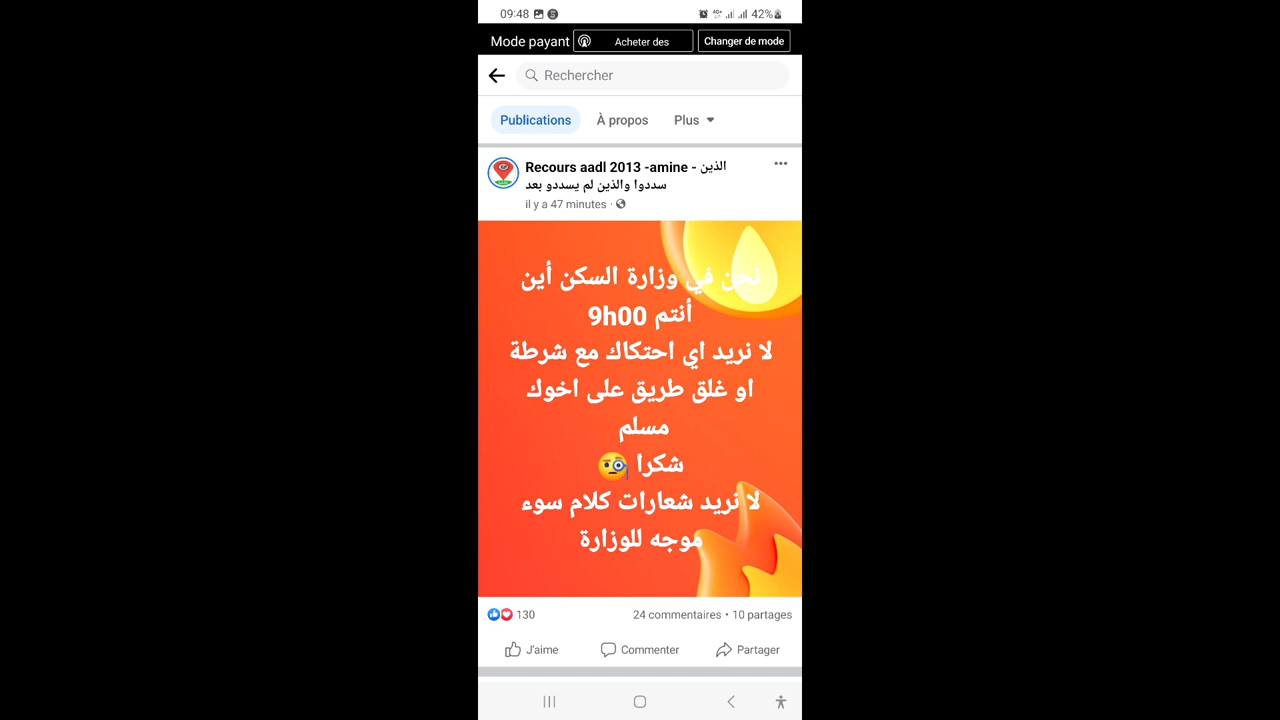 09:48
4G+
42%
Mode payant
Acheter des
Changer de mode
Rechercher
Publications
À propos
Plus
Recours aadl 2013 -amine - الذين
سددوا والذين لم يسددو بعد
il y a 47 minutes ·
نحن في وزارة السكن أين
أنتم 9h00
لا نريد اي احتكاك مع شرطة
او غلق طريق على اخوك
مسلم
شكرا 🧐
لا نريد شعارات كلام سوء
موجه للوزارة
130
24 commentaires • 10 partages
J'aime
Commenter
Partager